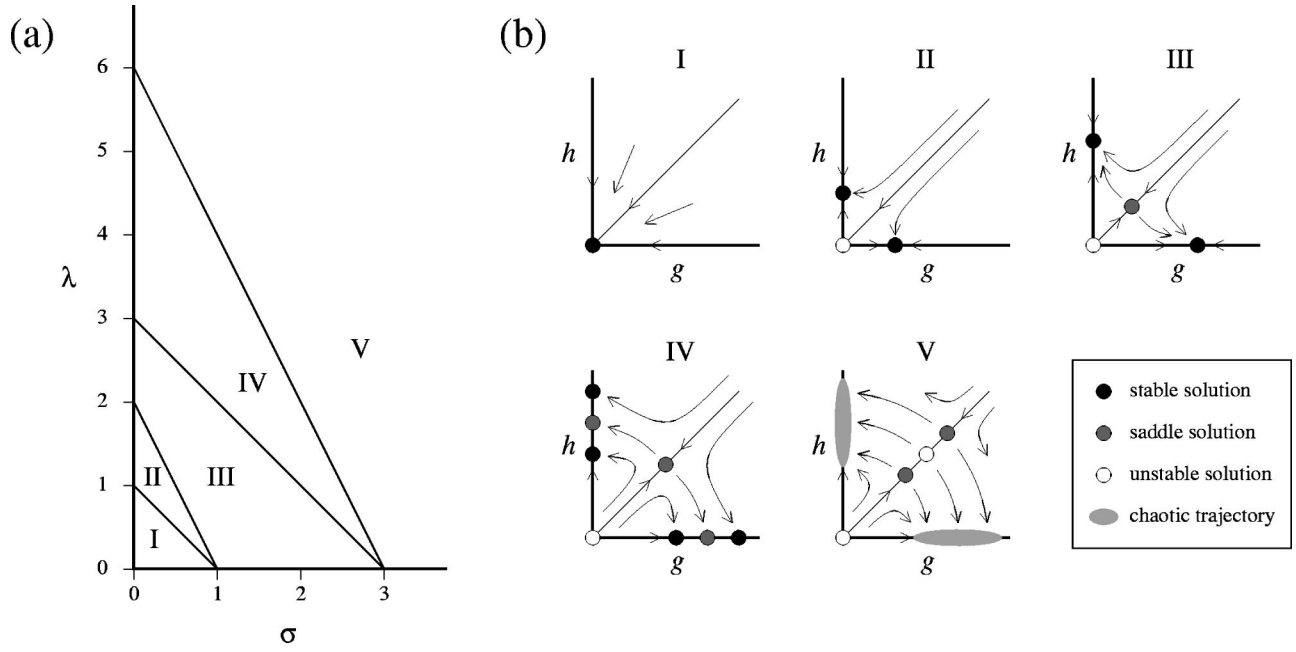 (a)
6
5
4
λ
3
2
1
0
0
1
2
3
σ
I
II
III
IV
V
(b)
I
h
g
II
h
g
III
h
g
IV
h
g
V
h
g
stable solution
saddle solution
unstable solution
chaotic trajectory